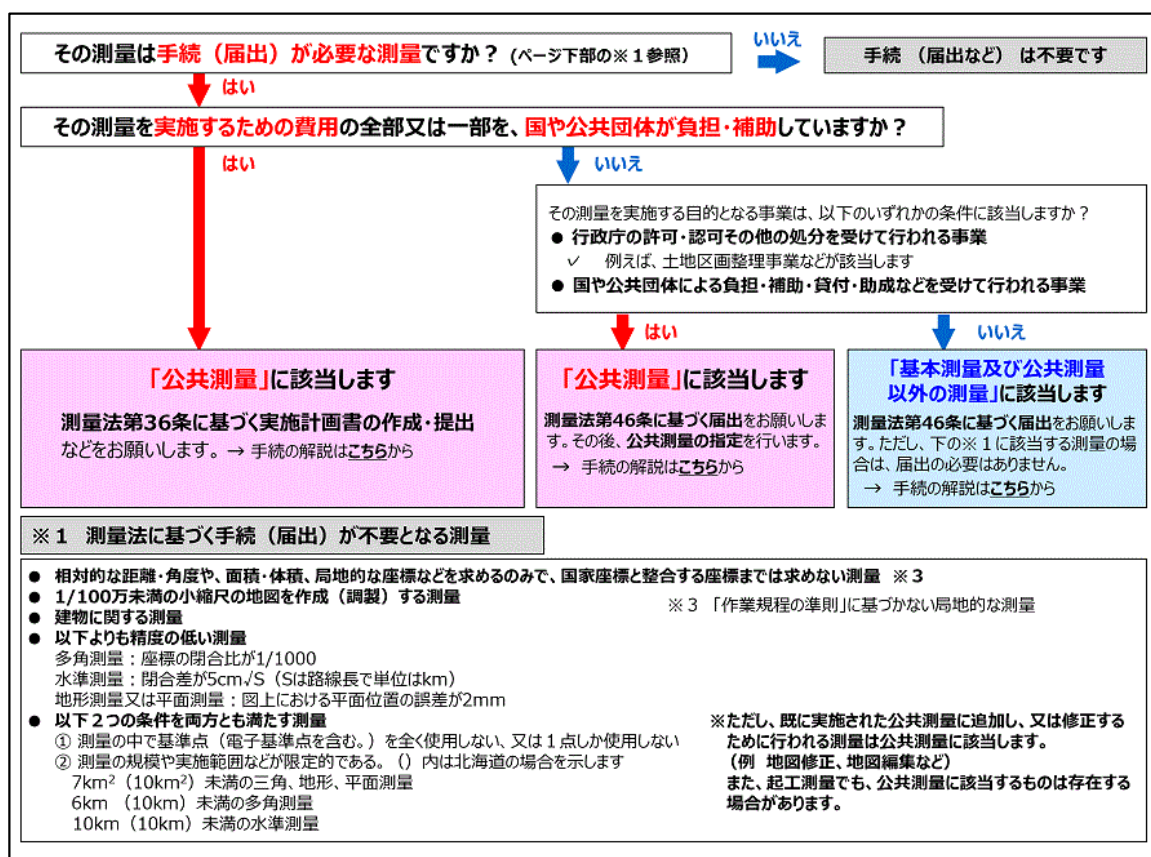 その測量は手続（届出）が必要な測量ですか？ (ページ下部の※１参照)
いいえ
手続 （届出など） は不要です
はい
その測量を実施するための費用の全部又は一部を、国や公共団体が負担・補助していますか？
はい
いいえ
その測量を実施する目的となる事業は、以下のいずれかの条件に該当しますか？
● 行政庁の許可・認可その他の処分を受けて行われる事業
✓ 例えば、土地区画整理事業などが該当します
● 国や公共団体による負担・補助・貸付・助成などを受けて行われる事業
はい
いいえ
「公共測量」に該当します
測量法第36条に基づく実施計画書の作成・提出
などをお願いします。 → 手続の解説はこちらから
「公共測量」に該当します
測量法第46条に基づく届出をお願いしま
す。その後、公共測量の指定を行います。
→ 手続の解説はこちらから
「基本測量及び公共測量
以外の測量」に該当します
測量法第46条に基づく届出をお願いしま
す。ただし、下の※１に該当する測量の場
合は、届出の必要はありません。
→ 手続の解説はこちらから
※１ 測量法に基づく手続（届出）が不要となる測量
● 相対的な距離・角度や、面積・体積、局地的な座標などを求めるのみで、国家座標と整合する座標までは求めない測量 ※３
● 1/100万未満の小縮尺の地図を作成（調製）する測量
※３ 「作業規程の準則」に基づかない局地的な測量
● 建物に関する測量
● 以下よりも精度の低い測量
多角測量：座標の閉合比が1/1000
水準測量：閉合差が5cm√S（Sは路線長で単位はkm）
地形測量又は平面測量：図上における平面位置の誤差が2mm
● 以下２つの条件を両方とも満たす測量
① 測量の中で基準点（電子基準点を含む。）を全く使用しない、又は１点しか使用しない
② 測量の規模や実施範囲などが限定的である。（）内は北海道の場合を示します
7km²（10km²）未満の三角、地形、平面測量
6km （10km）未満の多角測量
10km（10km）未満の水準測量
※ただし、既に実施された公共測量に追加し、又は修正する
ために行われる測量は公共測量に該当します。
（例 地図修正、地図編集など）
また、起工測量でも、公共測量に該当するものは存在する
場合があります。